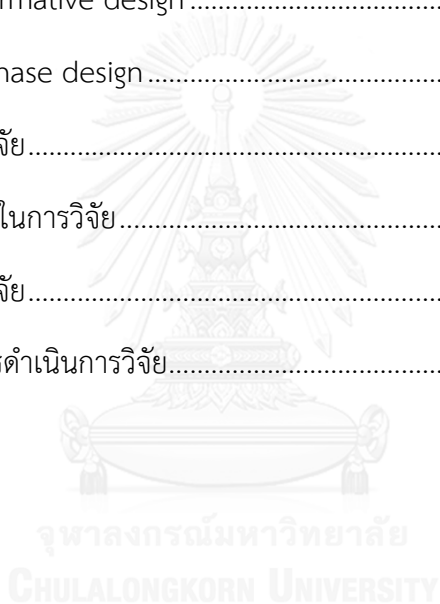 rmative design
hase design
จัย
ในการวิจัย
จัย
ดำเนินการวิจัย
จุฬาลงกรณ์มหาวิทยาลัย
CHULALONGKORN UNIVERSITY